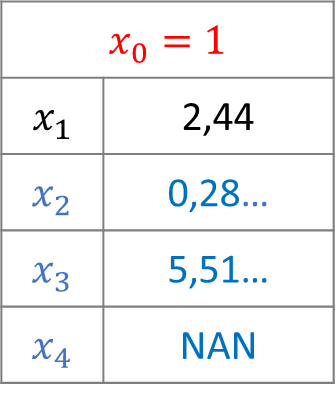 x₀ = 1
x₁ 2,44
x₂ 0,28...
x₃ 5,51...
x₄ NAN